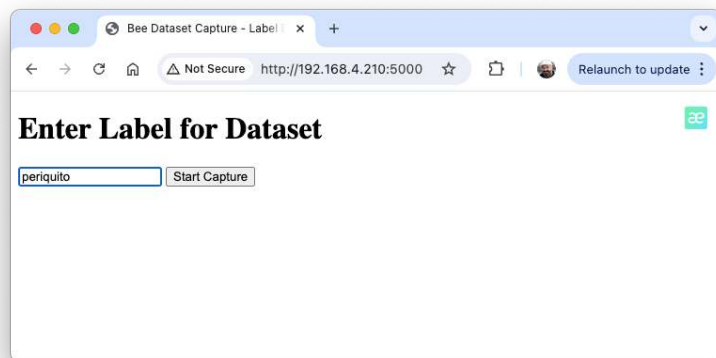 Bee Dataset Capture - Label
Not Secure http://192.168.4.210:5000 Relaunch to update
Enter Label for Dataset
æ
periquito Start Capture